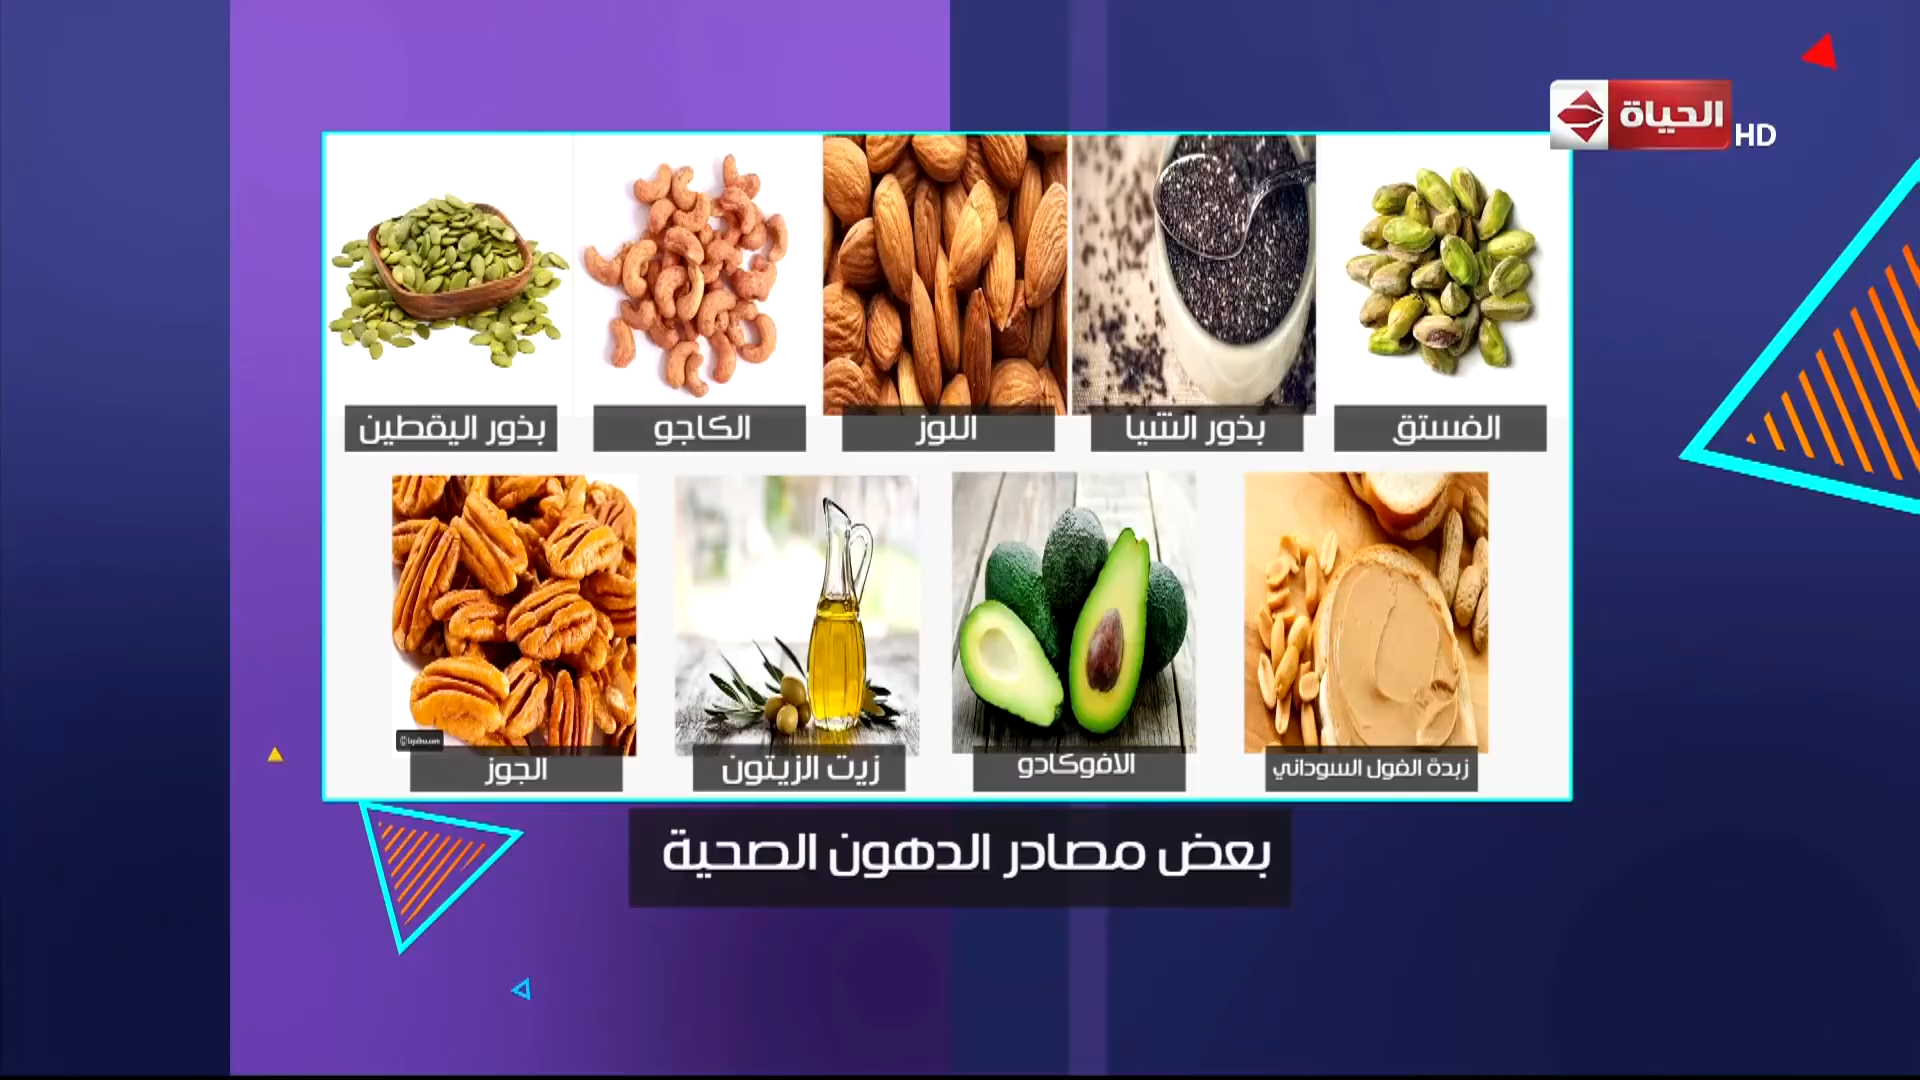 الحياة
HD
الفستق
بذور الشيا
اللوز
الكاجو
بذور اليقطين
زبدة الفول السوداني
الافوكادو
زيت الزيتون
الجوز
بعض مصادر الدهون الصحية